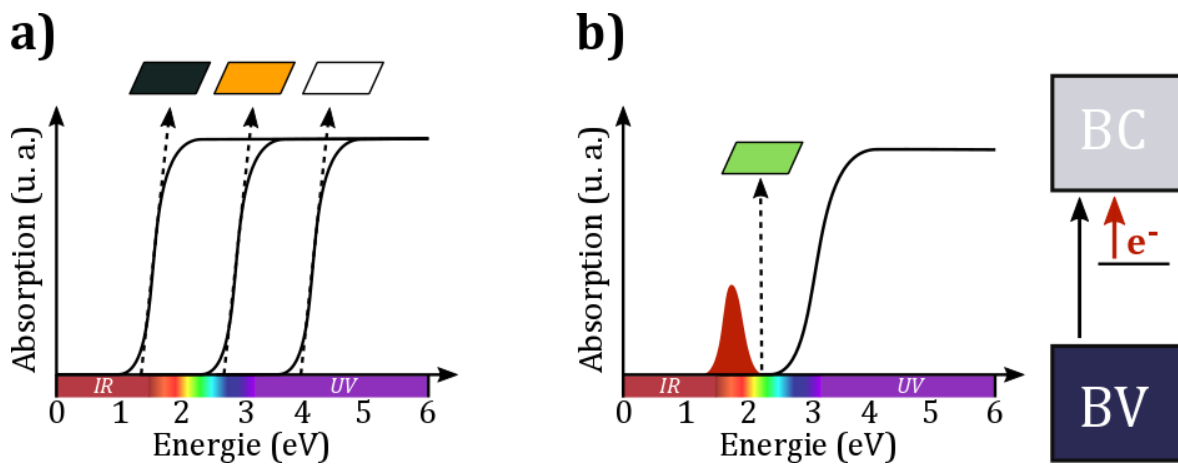 a)
Absorption (u. a.)
IR
UV
0 1 2 3 4 5 6
Energie (eV)
b)
Absorption (u. a.)
IR
UV
0 1 2 3 4 5 6
Energie (eV)
BC
e-
BV